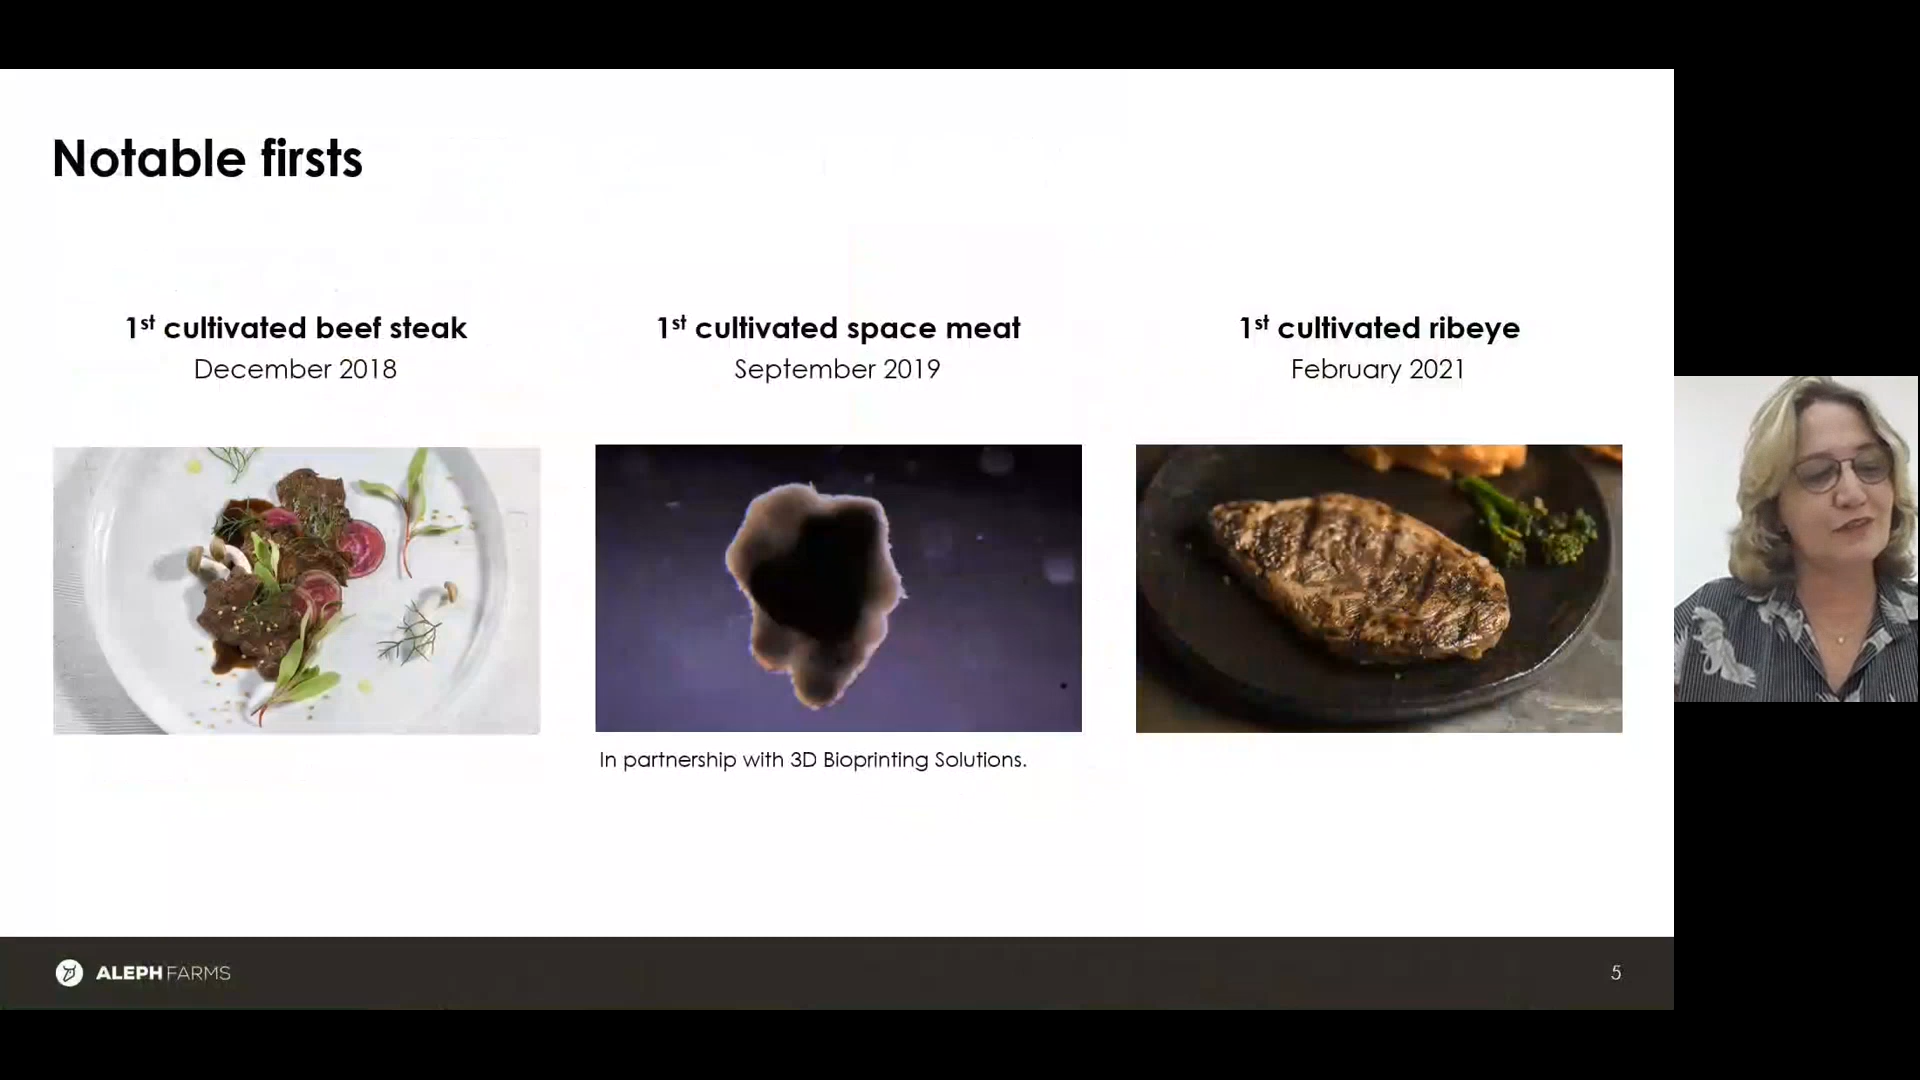 Notable firsts
1st cultivated beef steak
December 2018
1st cultivated space meat
September 2019
1st cultivated ribeye
February 2021
In partnership with 3D Bioprinting Solutions.
ALEPH FARMS
5